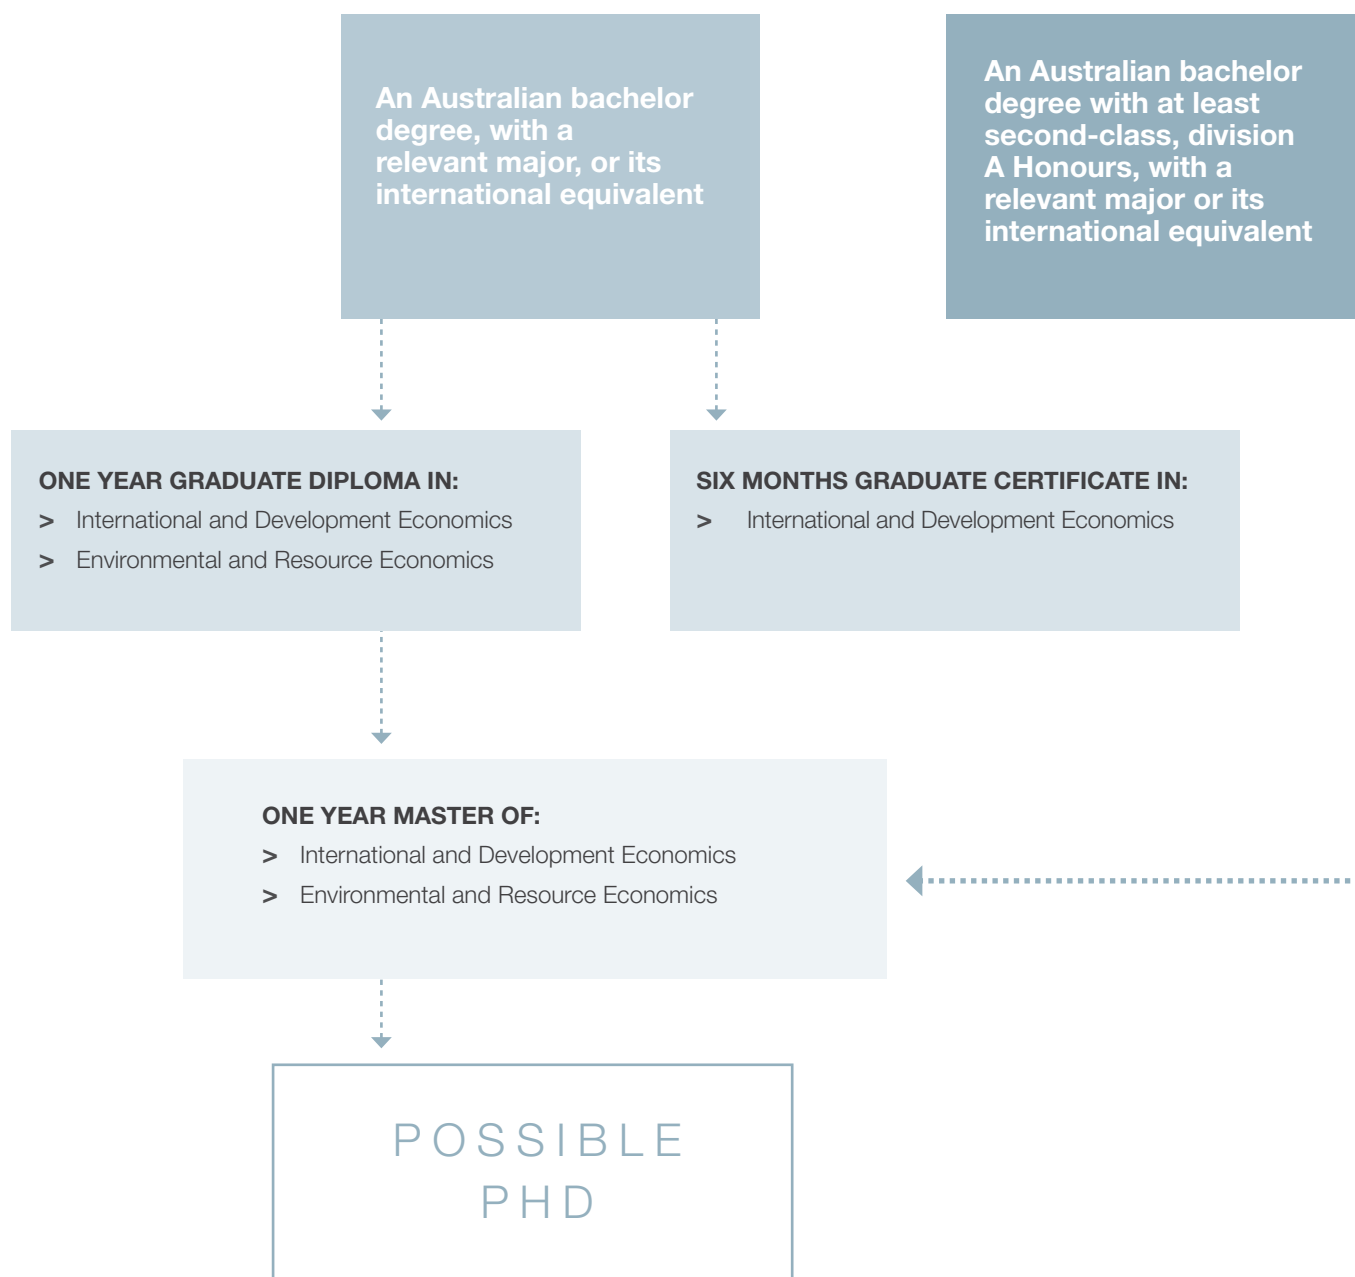 An Australian bachelor
degree, with a
relevant major, or its
international equivalent
An Australian bachelor
degree with at least
second-class, division
A Honours, with a
relevant major or its
international equivalent
ONE YEAR GRADUATE DIPLOMA IN:
> International and Development Economics
> Environmental and Resource Economics
SIX MONTHS GRADUATE CERTIFICATE IN:
> International and Development Economics
ONE YEAR MASTER OF:
> International and Development Economics
> Environmental and Resource Economics
POSSIBLE
PHD